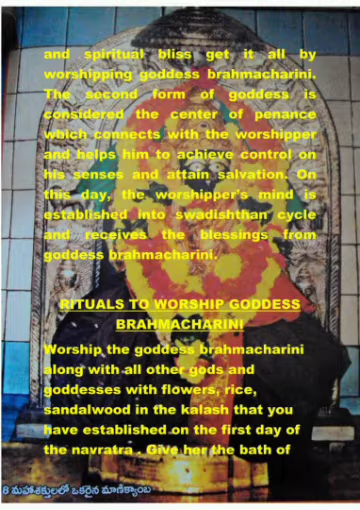 and spiritual bliss get it all by
worshipping goddess brahmacharini.
The second form of goddess is
considered the center of penance
which connects with the worshipper
and helps him to achieve control on
his senses and attain salvation. On
this day, the worshipper's mind is
established into swadishthan cycle
and receives the blessings from
goddess brahmacharini.
RITUALS TO WORSHIP GODDESS
BRAHMACHARINI
Worship the goddess brahmacharini
along with all other gods and
goddesses with flowers, rice,
sandalwood in the kalash that you
have established on the first day of
the navratra . Give her the bath of
8 మహాశక్తులలో ఒకరైన మాణిక్యాంబ